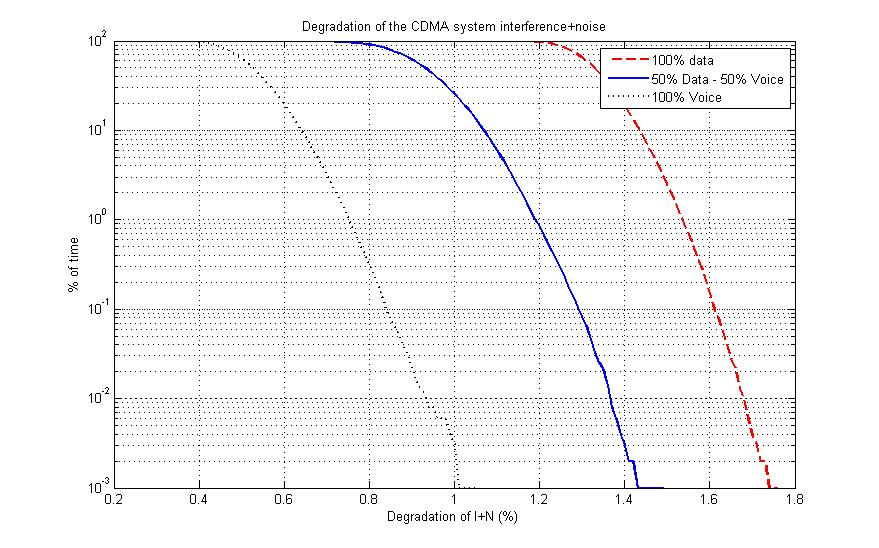 Degradation of the CDMA system interference+noise
10^2
10^1
10^0
10^-1
10^-2
10^-3
% of time
100% data
50% Data - 50% Voice
100% Voice
0.2 0.4 0.6 0.8 1 1.2 1.4 1.6 1.8
Degradation of I+N (%)